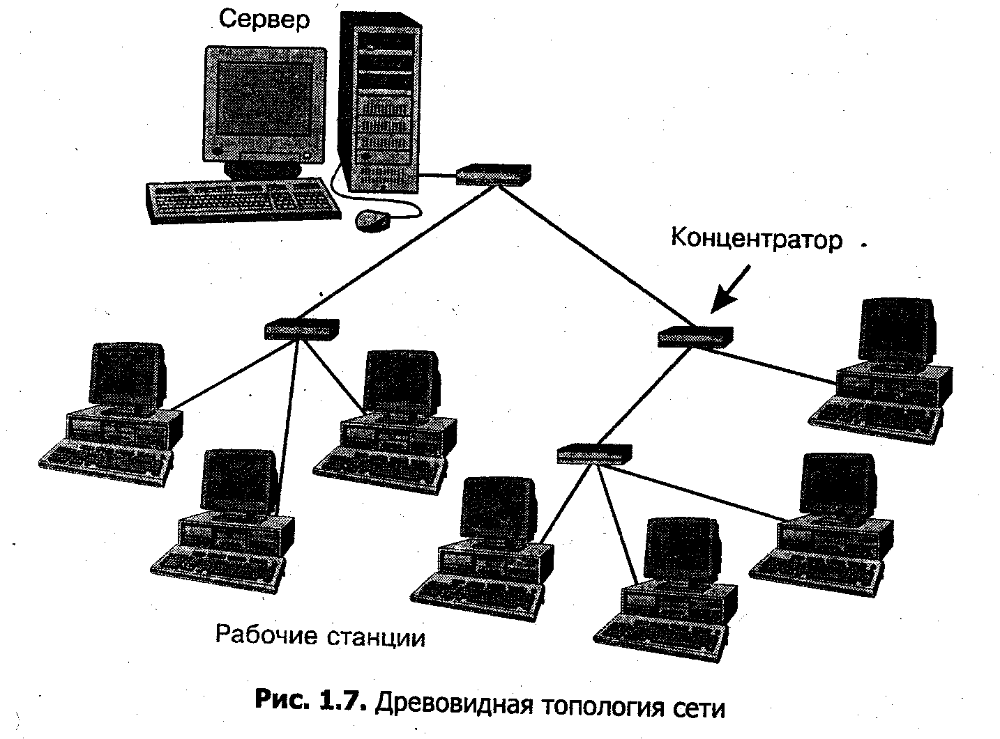 Сервер
Концентратор
Рабочие станции
Рис. 1.7. Древовидная топология сети